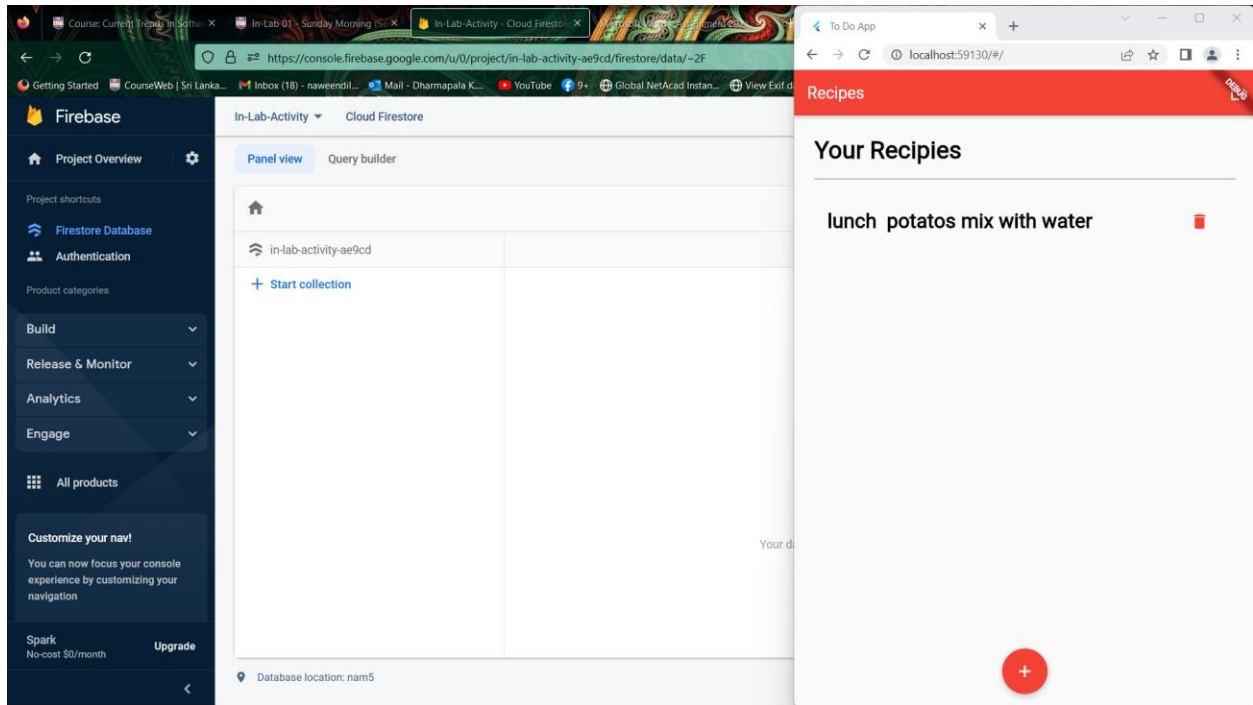 Course: Current Trends in Softw
In-Lab 01 - Sunday Morning (Se
In-Lab-Activity - Cloud Firesto
https://console.firebase.google.com/u/0/project/in-lab-activity-ae9cd/firestore/data/~2F
Getting Started
CourseWeb | Sri Lanka...
Inbox (18) - naweendil...
Mail - Dharmapala K...
YouTube
9+
Global NetAcad Instan...
View Exif d
Firebase
Project Overview
Project shortcuts
Firestore Database
Authentication
Product categories
Build
Release & Monitor
Analytics
Engage
All products
Customize your nav!
You can now focus your console
experience by customizing your
navigation
Spark
No-cost $0/month
Upgrade
In-Lab-Activity
Cloud Firestore
Panel view
Query builder
in-lab-activity-ae9cd
+ Start collection
Your da
Database location: nam5
To Do App
localhost:59130/#/
Recipes
DEBUG
Your Recipies
lunch potatos mix with water
+